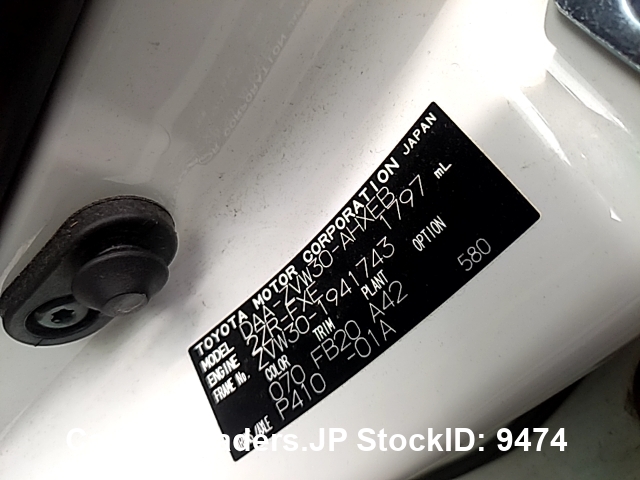 TOYOTA MOTOR CORPORATION JAPAN
MODEL DAA-ZVW30-AHXEB
ENGINE 2ZR-FXE 1797 mL
FRAME No. ZVW30-1941743
COLOR TRIM PLANT OPTION
070 FB20 A42 580
AXLE P410 -01A
StockID: 9474